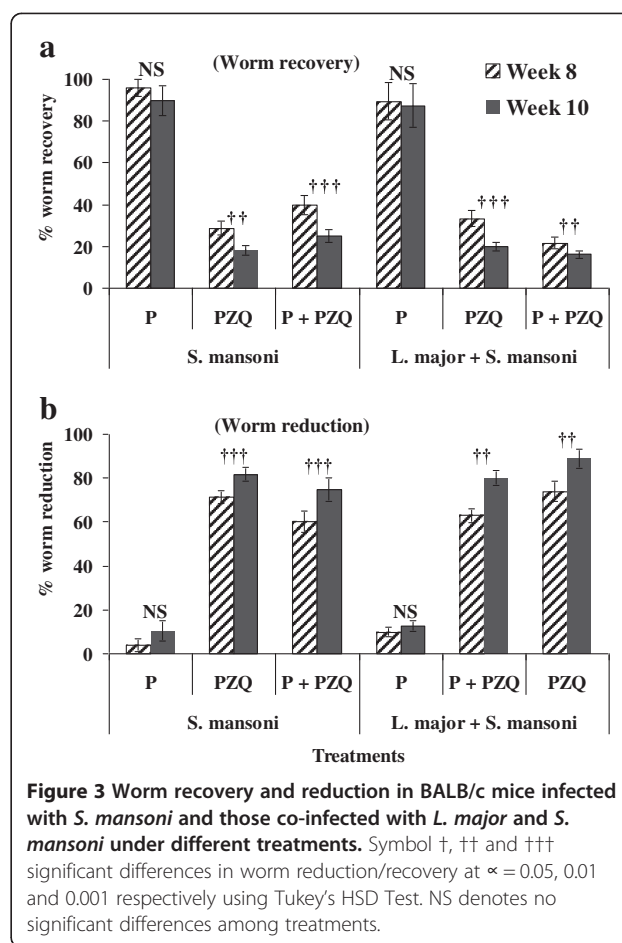 a
(Worm recovery)
Week 8
Week 10
% worm recovery
100
80
60
40
20
0
NS
††
†††
NS
†††
††
P
PZQ
P + PZQ
P
PZQ
P + PZQ
S. mansoni
L. major + S. mansoni
b
(Worm reduction)
% worm reduction
100
80
60
40
20
0
NS
†††
†††
NS
††
††
P
PZQ
P + PZQ
P
P + PZQ
PZQ
S. mansoni
L. major + S. mansoni
Treatments
Figure 3 Worm recovery and reduction in BALB/c mice infected
with S. mansoni and those co-infected with L. major and S.
mansoni under different treatments. Symbol †, †† and †††
significant differences in worm reduction/recovery at ∝ = 0.05, 0.01
and 0.001 respectively using Tukey's HSD Test. NS denotes no
significant differences among treatments.